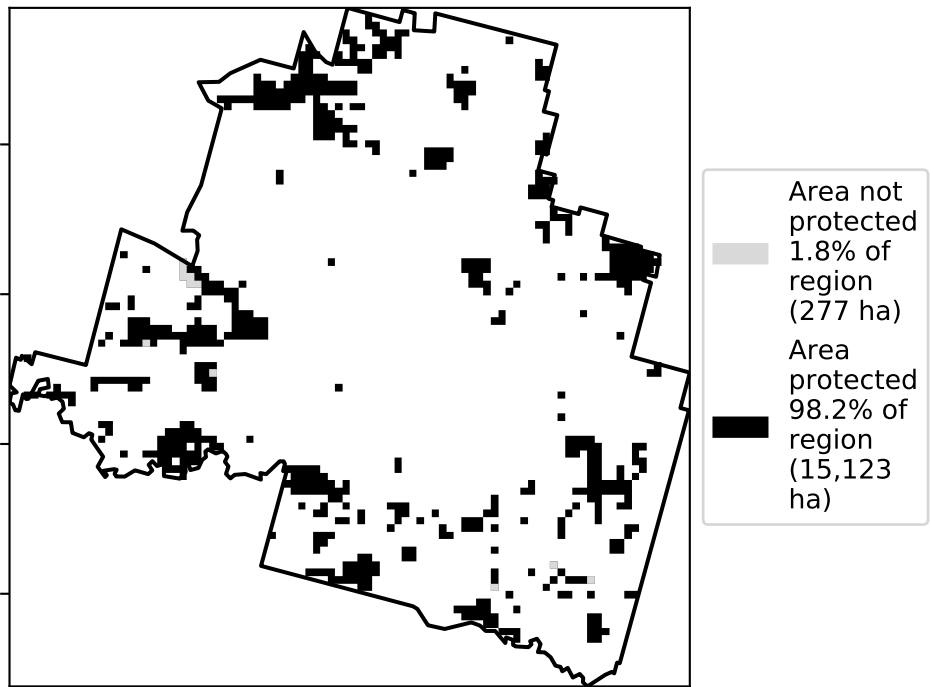 Area not
protected
1.8% of
region
(277 ha)
Area
protected
98.2% of
region
(15,123
ha)